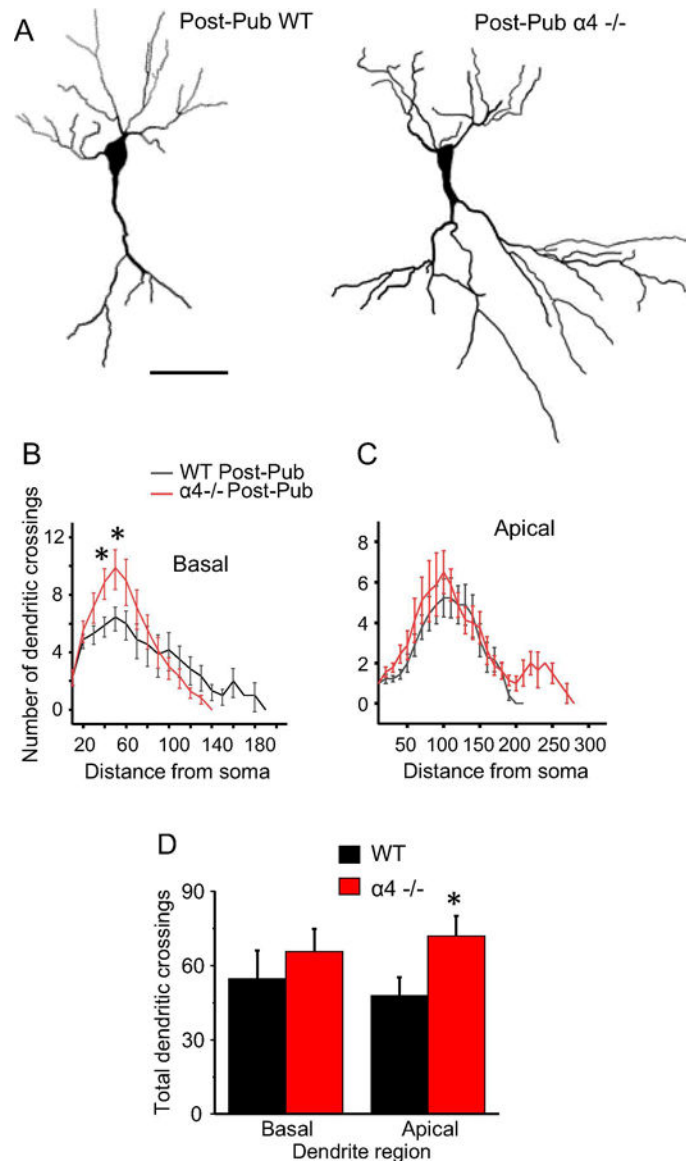 A
Post-Pub WT
Post-Pub α4 -/-
B
WT Post-Pub
α4-/- Post-Pub
C
Number of dendritic crossings
12
8
4
0
* *
Basal
20 60 100 140 180
Distance from soma
Apical
8
6
4
2
0
50 100 150 200 250 300
Distance from soma
D
WT
α4 -/-
Total dendritic crossings
90
60
30
0
*
Basal Apical
Dendrite region